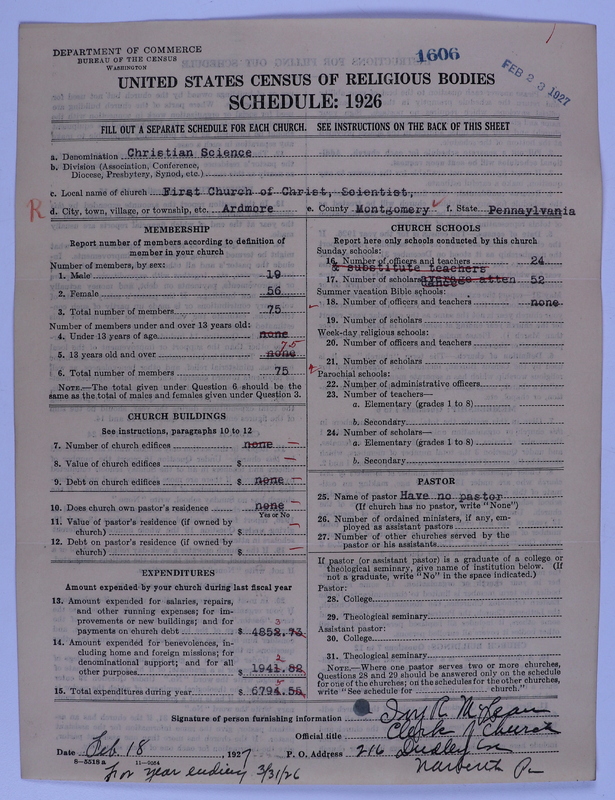 DEPARTMENT OF COMMERCE
BUREAU OF THE CENSUS
WASHINGTON
1606
FEB 23 1927
UNITED STATES CENSUS OF RELIGIOUS BODIES
SCHEDULE: 1926
FILL OUT A SEPARATE SCHEDULE FOR EACH CHURCH. SEE INSTRUCTIONS ON THE BACK OF THIS SHEET
a. Denomination Christian Science
b. Division (Association, Conference,
Diocese, Presbytery, Synod, etc.)
c. Local name of church First Church of Christ, Scientist,
R d. City, town, village, or township, etc. Ardmore e. County Montgomery f. State Pennaylvania
MEMBERSHIP
Report number of members according to definition of
member in your church
Number of members, by sex:
1. Male 19
2. Female 56
3. Total number of members 75
Number of members under and over 13 years old:
4. Under 13 years of age none
75
5. 13 years old and over none
6. Total number of members 75
NOTE.—The total given under Question 6 should be the
same as the total of males and females given under Question 3.
CHURCH BUILDINGS
See instructions, paragraphs 10 to 12
7. Number of church edifices none —
8. Value of church edifices $ —
9. Debt on church edifices $ none —
10. Does church own pastor's residence none —
Yes or No
11. Value of pastor's residence (if owned by
church) $ —
12. Debt on pastor's residence (if owned by
church) $ —
EXPENDITURES
Amount expended by your church during last fiscal year
13. Amount expended for salaries, repairs,
and other running expenses; for im-
provements or new buildings; and for
payments on church debt $ 4852.73
3
14. Amount expended for benevolences, in-
cluding home and foreign missions; for
denominational support; and for all
other purposes $ 1941.82
2
15. Total expenditures during year $ 6794.55
5
CHURCH SCHOOLS
Report here only schools conducted by this church
Sunday schools:
16. Number of officers and teachers 24
& substitute teachers
17. Number of scholars average atten 52
dance
Summer vacation Bible schools:
18. Number of officers and teachers none
19. Number of scholars
Week-day religious schools:
20. Number of officers and teachers
21. Number of scholars
Parochial schools:
22. Number of administrative officers
23. Number of teachers—
a. Elementary (grades 1 to 8)
b. Secondary
24. Number of scholars—
a. Elementary (grades 1 to 8)
b. Secondary
PASTOR
25. Name of pastor Have no pastor
(If church has no pastor, write "None")
26. Number of ordained ministers, if any, em-
ployed as assistant pastors
27. Number of other churches served by the
pastor or his assistants
If pastor (or assistant pastor) is a graduate of a college or
theological seminary, give name of institution below. (If
not a graduate, write "No" in the space indicated.)
Pastor:
28. College
29. Theological seminary
Assistant pastor:
30. College
31. Theological seminary
NOTE.—Where one pastor serves two or more churches,
Questions 28 and 29 should be answered only on the schedule
for one of the churches; on the schedules for the other churches,
write "See schedule for church."
Signature of person furnishing information R. McLean
Official title Clerk of Church
Date Feb 18 1927 P. O. Address 216 Dudley
8-5518 a 11-9084
for year ending 3/31/26 Narberth Pa